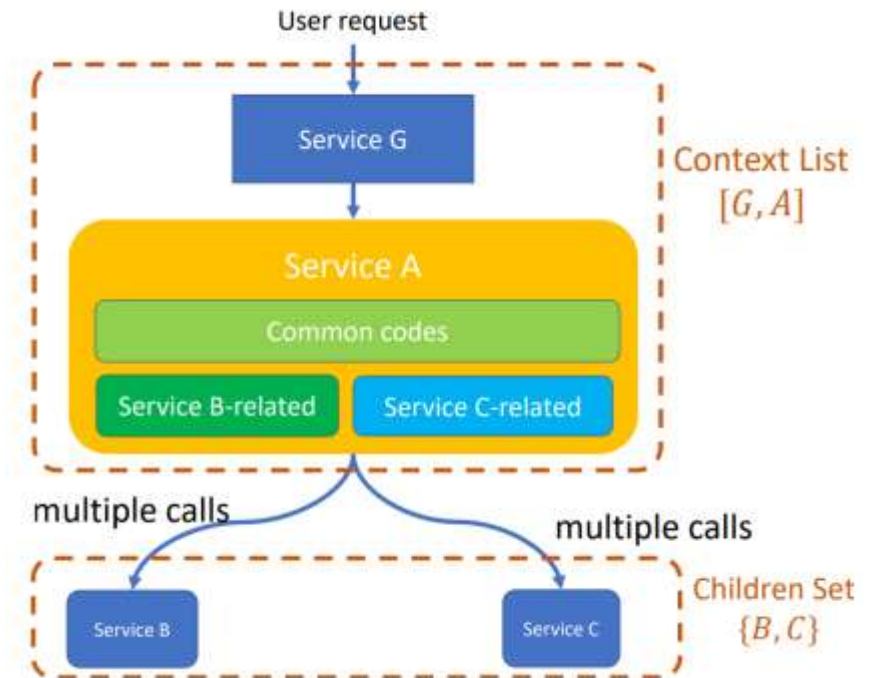 User request
Service G
Context List
[G, A]
Service A
Common codes
Service B-related
Service C-related
multiple calls
multiple calls
Service B
Service C
Children Set
{B, C}